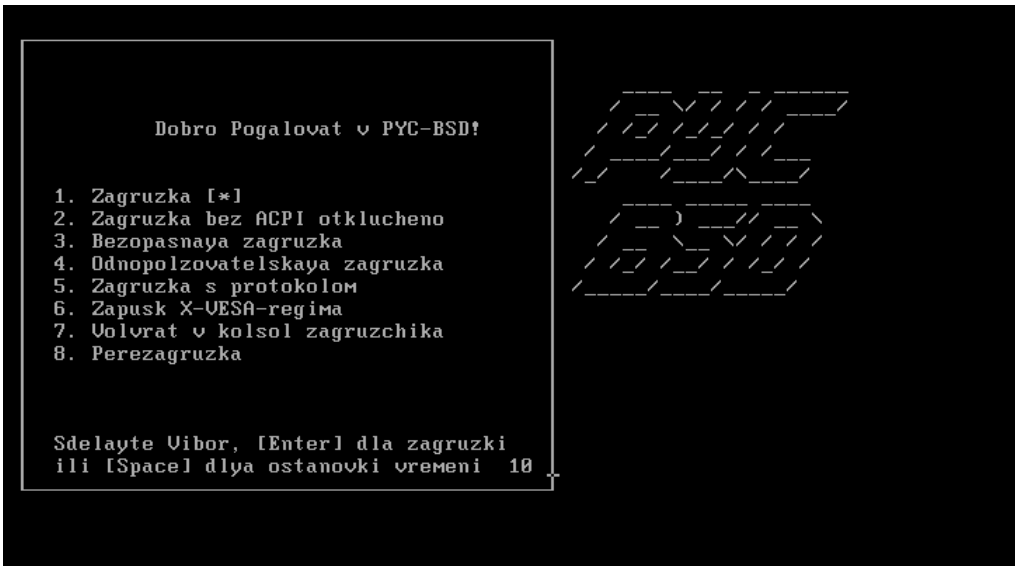 Dobro Pogalovat v PYC-BSD!
1. Zagruzka [*]
2. Zagruzka bez ACPI otklucheno
3. Bezopasnaya zagruzka
4. Odnopolzovatelskaya zagruzka
5. Zagruzka s protokolom
6. Zapusk X-VESA-regima
7. Volvrat v kolsol zagruzchika
8. Perezagruzka
Sdelayte Vibor, [Enter] dla zagruzki
ili [Space] dlya ostanovki vremeni 10
PYC
BSD